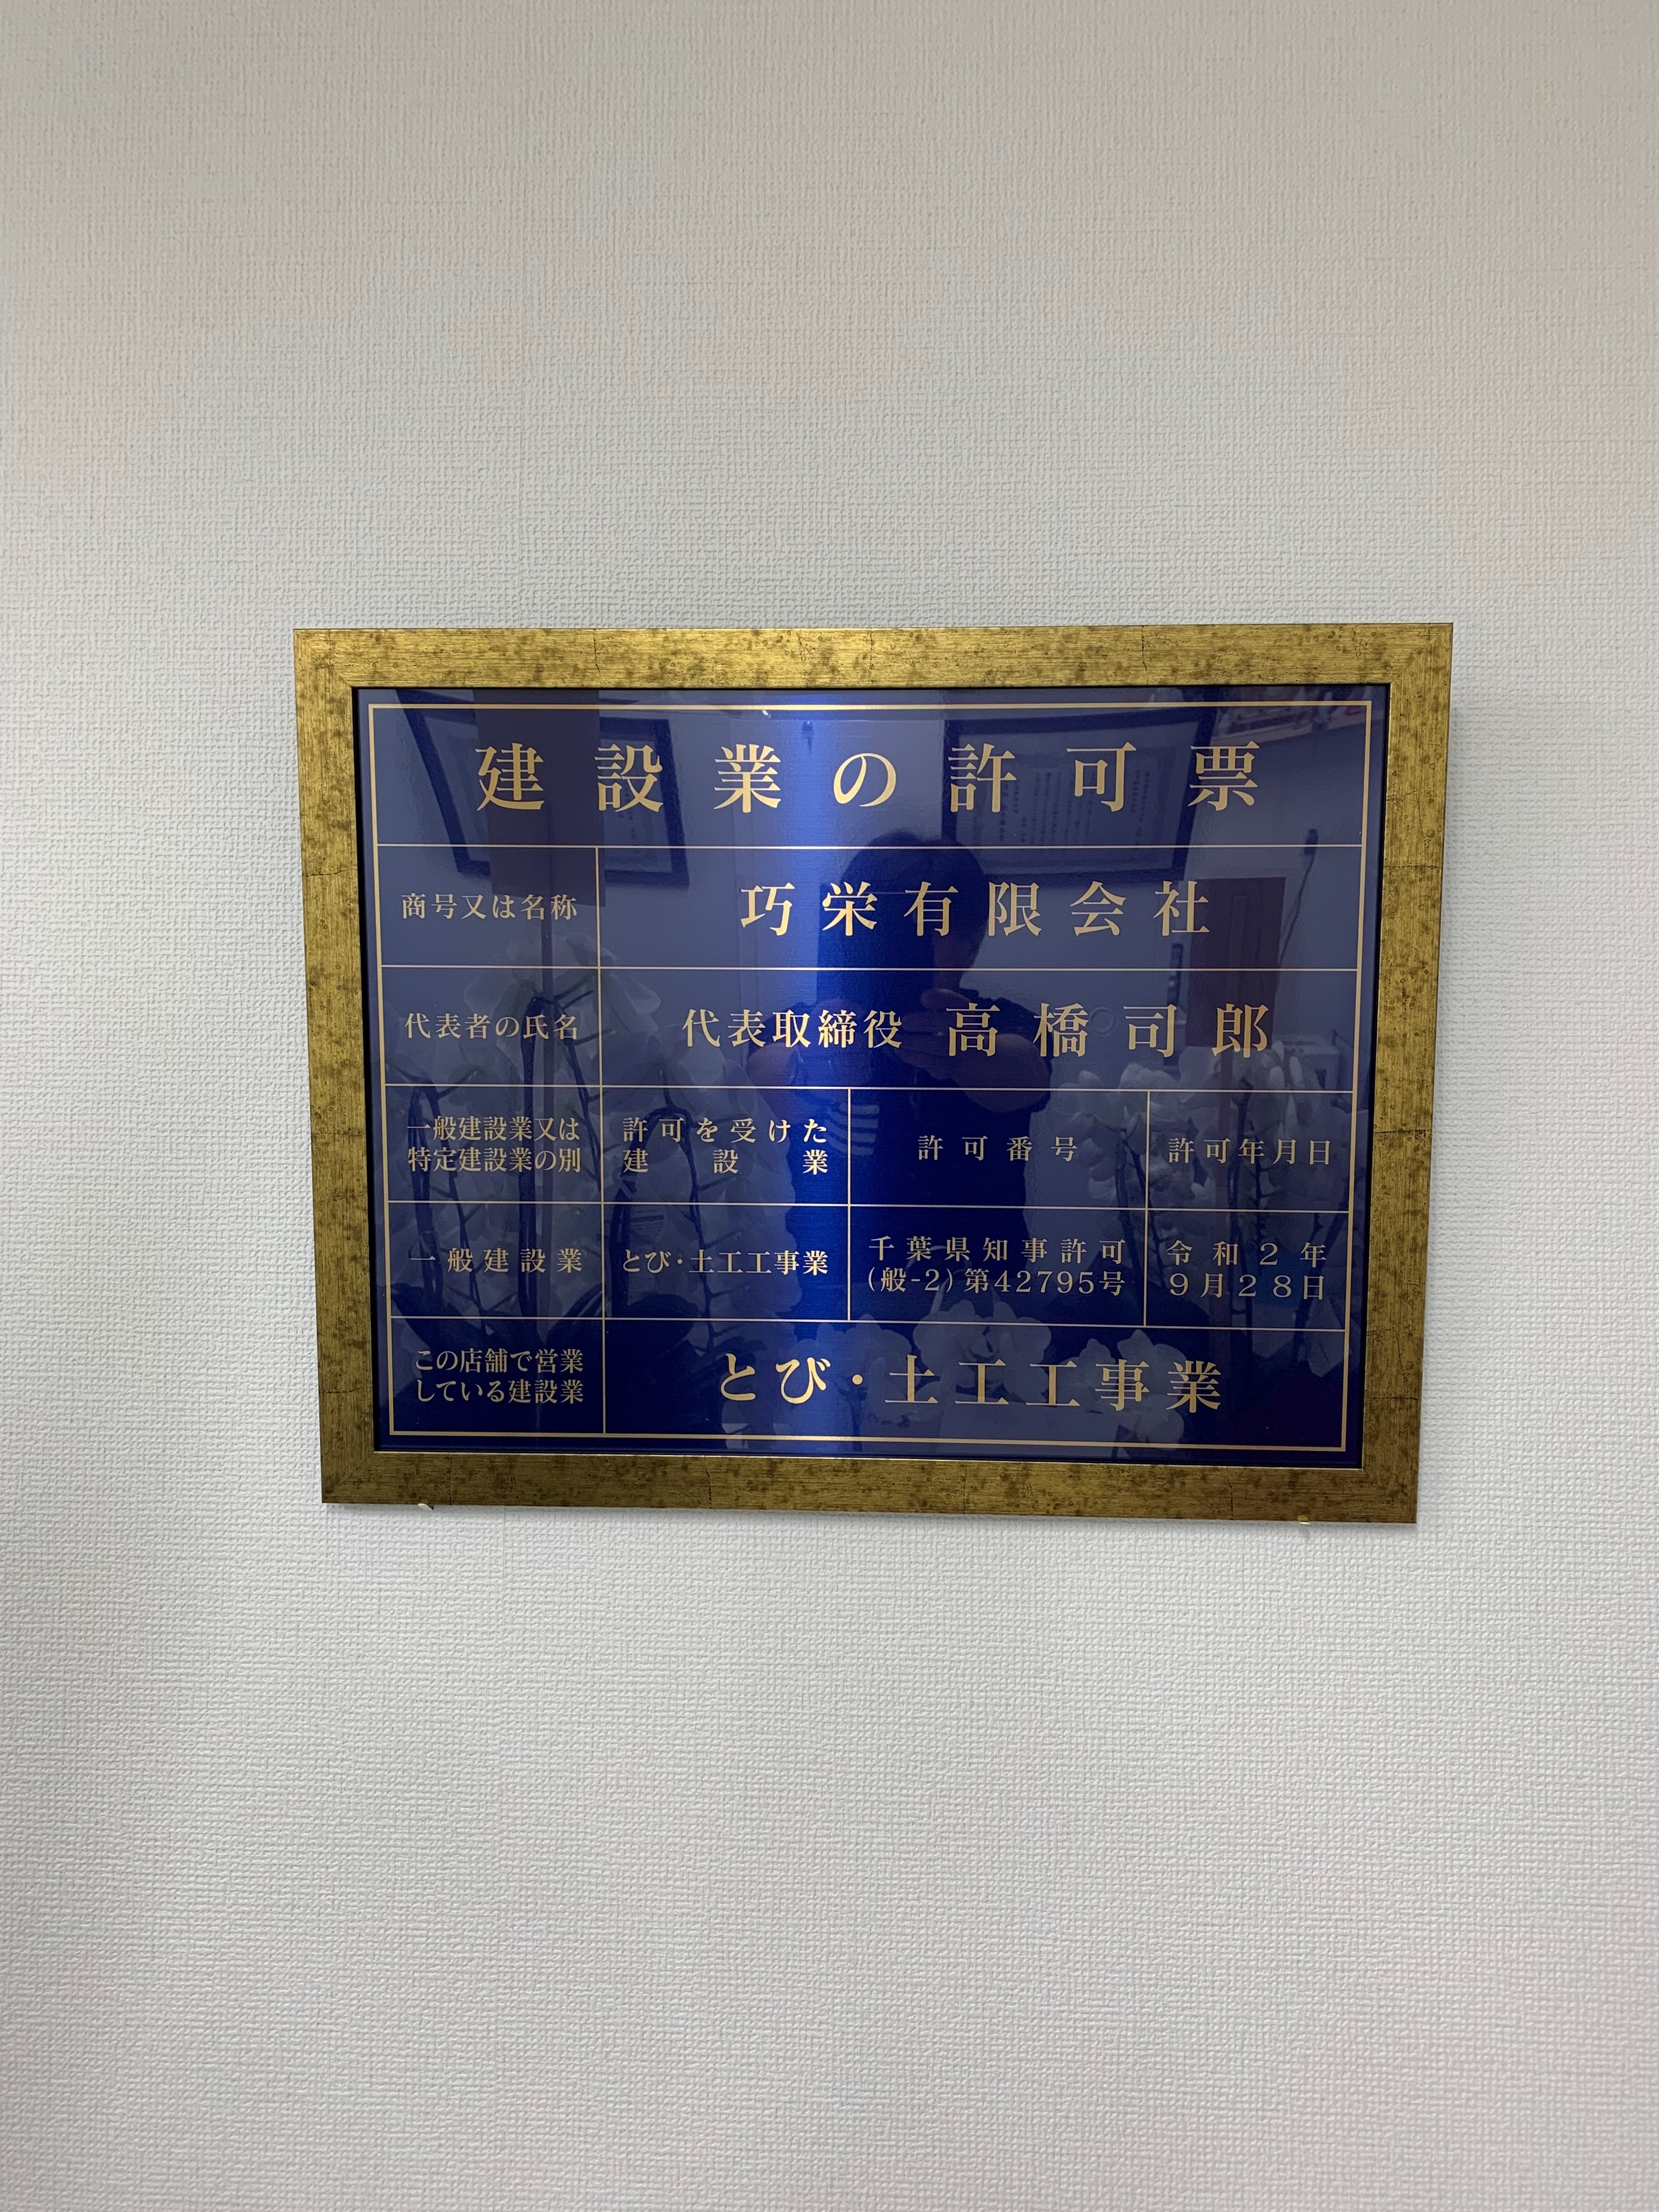 建設業の許可票
商号又は名称
巧栄有限会社
代表者の氏名
代表取締役 高橋司郎
一般建設業又は
特定建設業の別
許可を受けた
建設業
許可番号
許可年月日
一般建設業
とび・土工工事業
千葉県知事許可
(般-2)第42795号
令和2年
9月28日
この店舗で営業
している建設業
とび・土工工事業